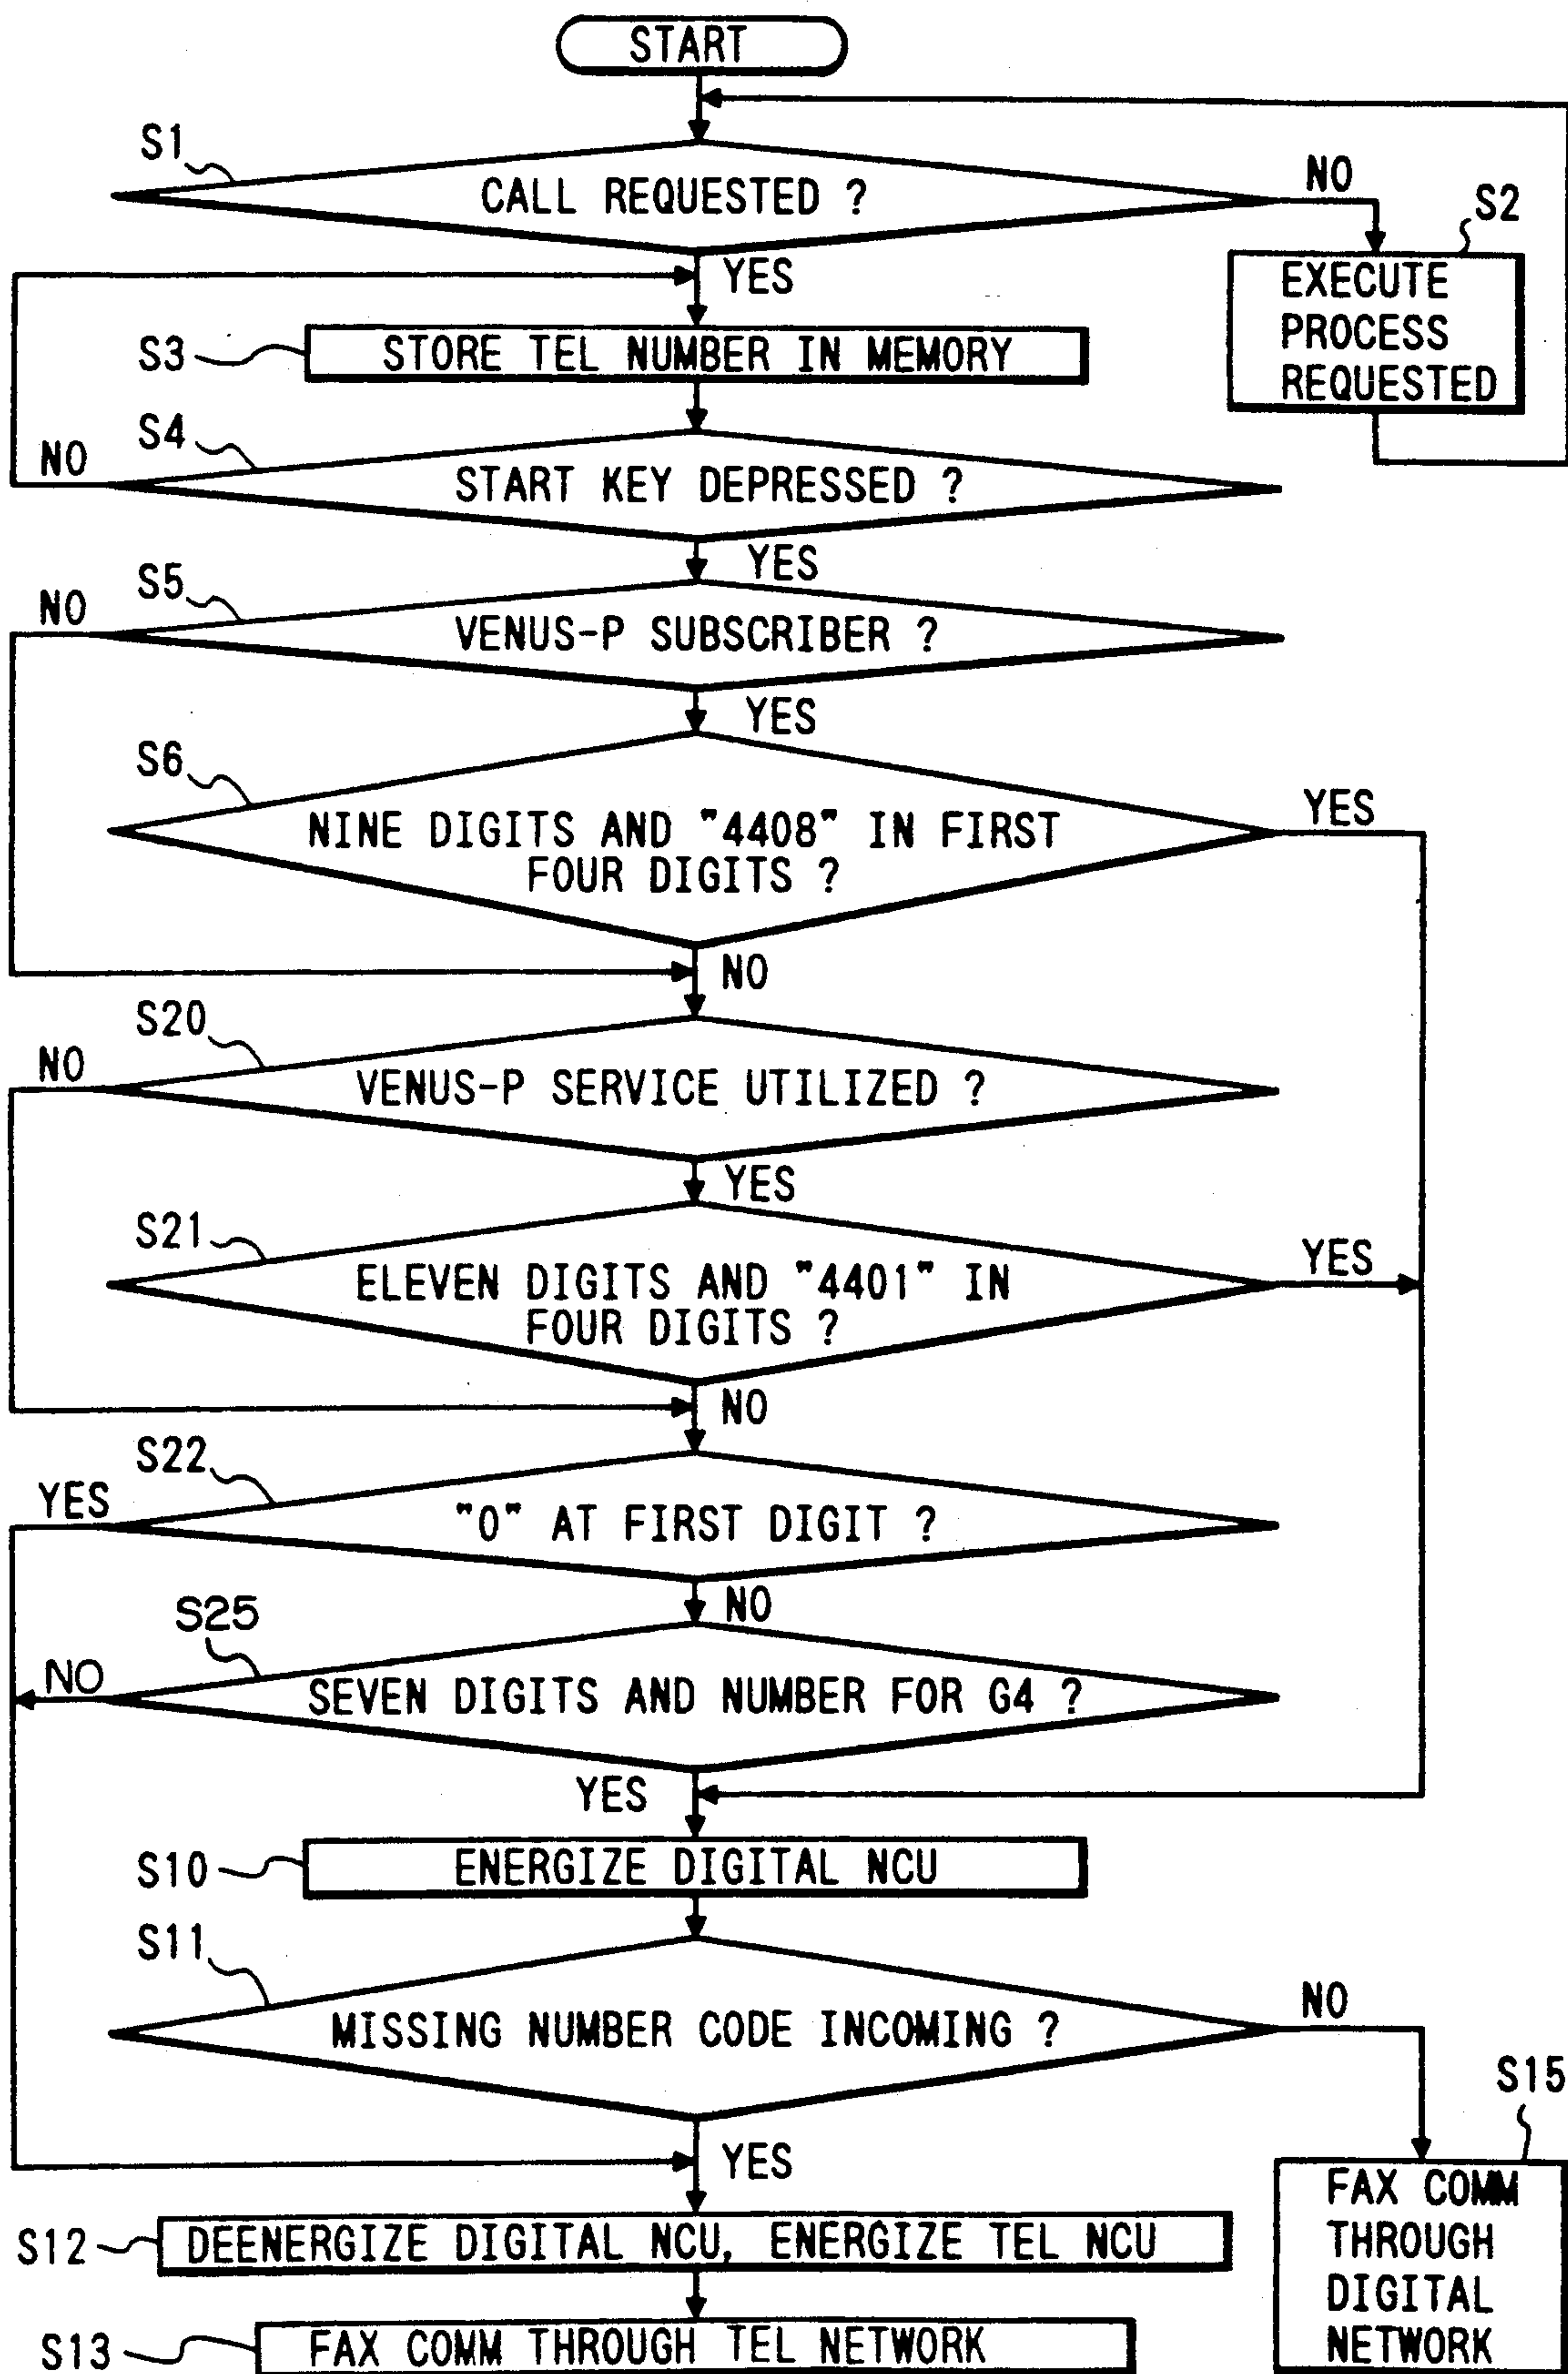 START
S1
CALL REQUESTED ?
NO
S2
YES
EXECUTE
PROCESS
REQUESTED
S3
STORE TEL NUMBER IN MEMORY
S4
NO
START KEY DEPRESSED ?
YES
S5
NO
VENUS-P SUBSCRIBER ?
YES
S6
NINE DIGITS AND "4408" IN FIRST
FOUR DIGITS ?
YES
NO
S20
NO
VENUS-P SERVICE UTILIZED ?
YES
S21
ELEVEN DIGITS AND "4401" IN
FOUR DIGITS ?
YES
NO
S22
YES
"0" AT FIRST DIGIT ?
NO
S25
NO
SEVEN DIGITS AND NUMBER FOR G4 ?
YES
S10
ENERGIZE DIGITAL NCU
S11
MISSING NUMBER CODE INCOMING ?
NO
S15
YES
FAX COMM
THROUGH
DIGITAL
NETWORK
S12
DEENERGIZE DIGITAL NCU, ENERGIZE TEL NCU
S13
FAX COMM THROUGH TEL NETWORK